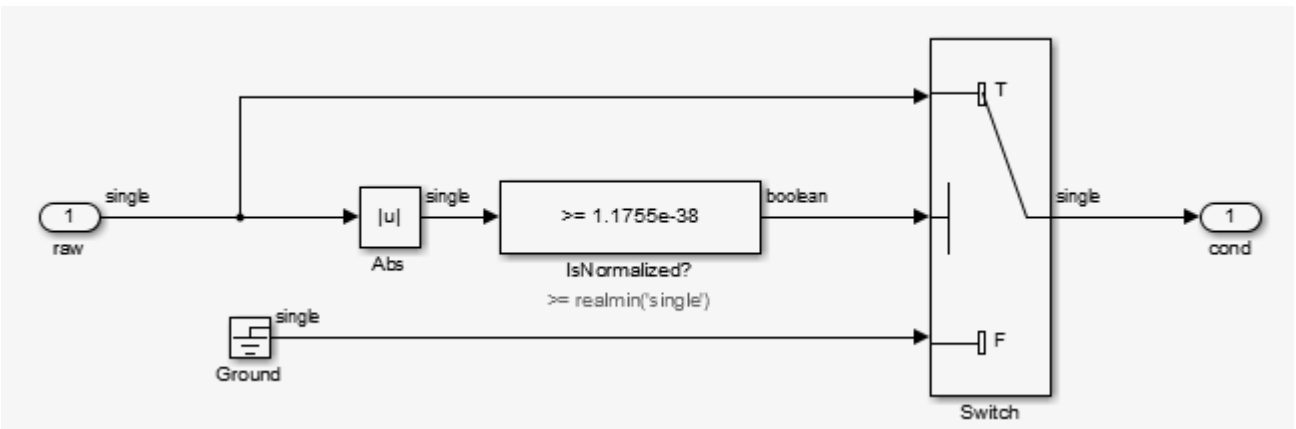 T
single
1
raw
single
|u|
Abs
single
>= 1.1755e-38
IsNormalized?
>= realmin('single')
boolean
single
1
cond
single
Ground
F
Switch